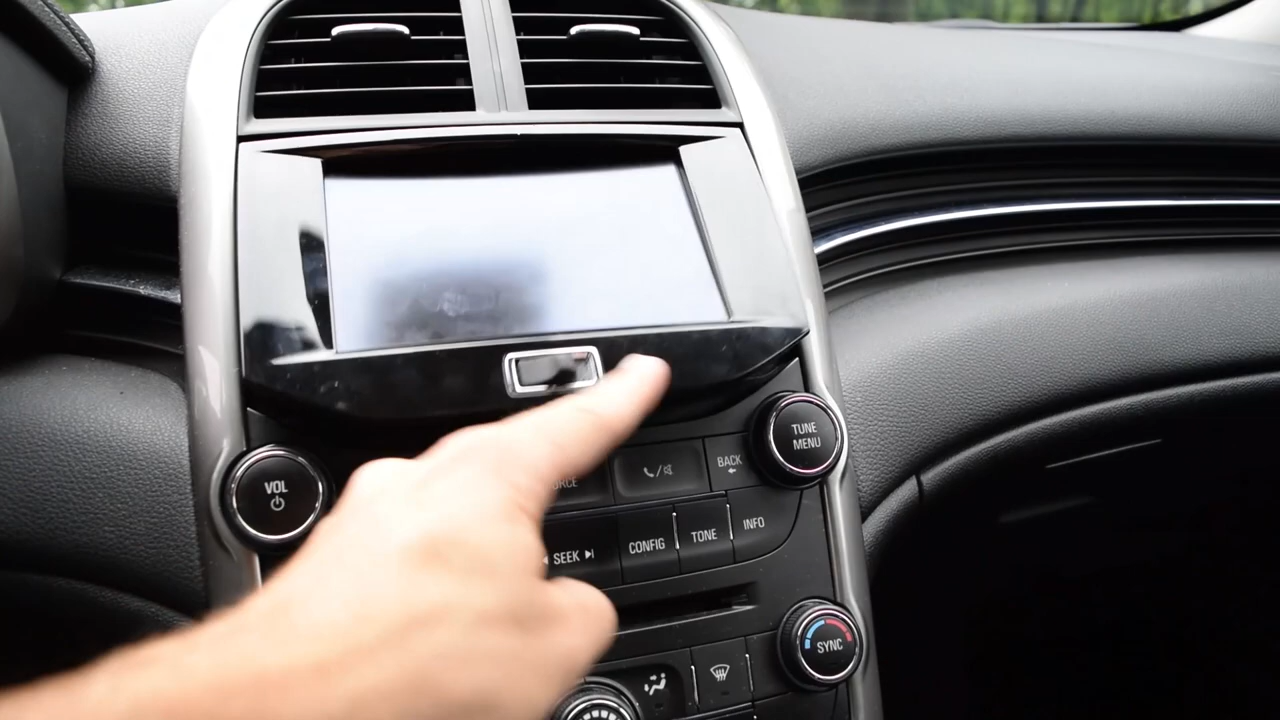 TUNE
MENU
BACK
VOL
INFO
TONE
CONFIG
SEEK
SYNC